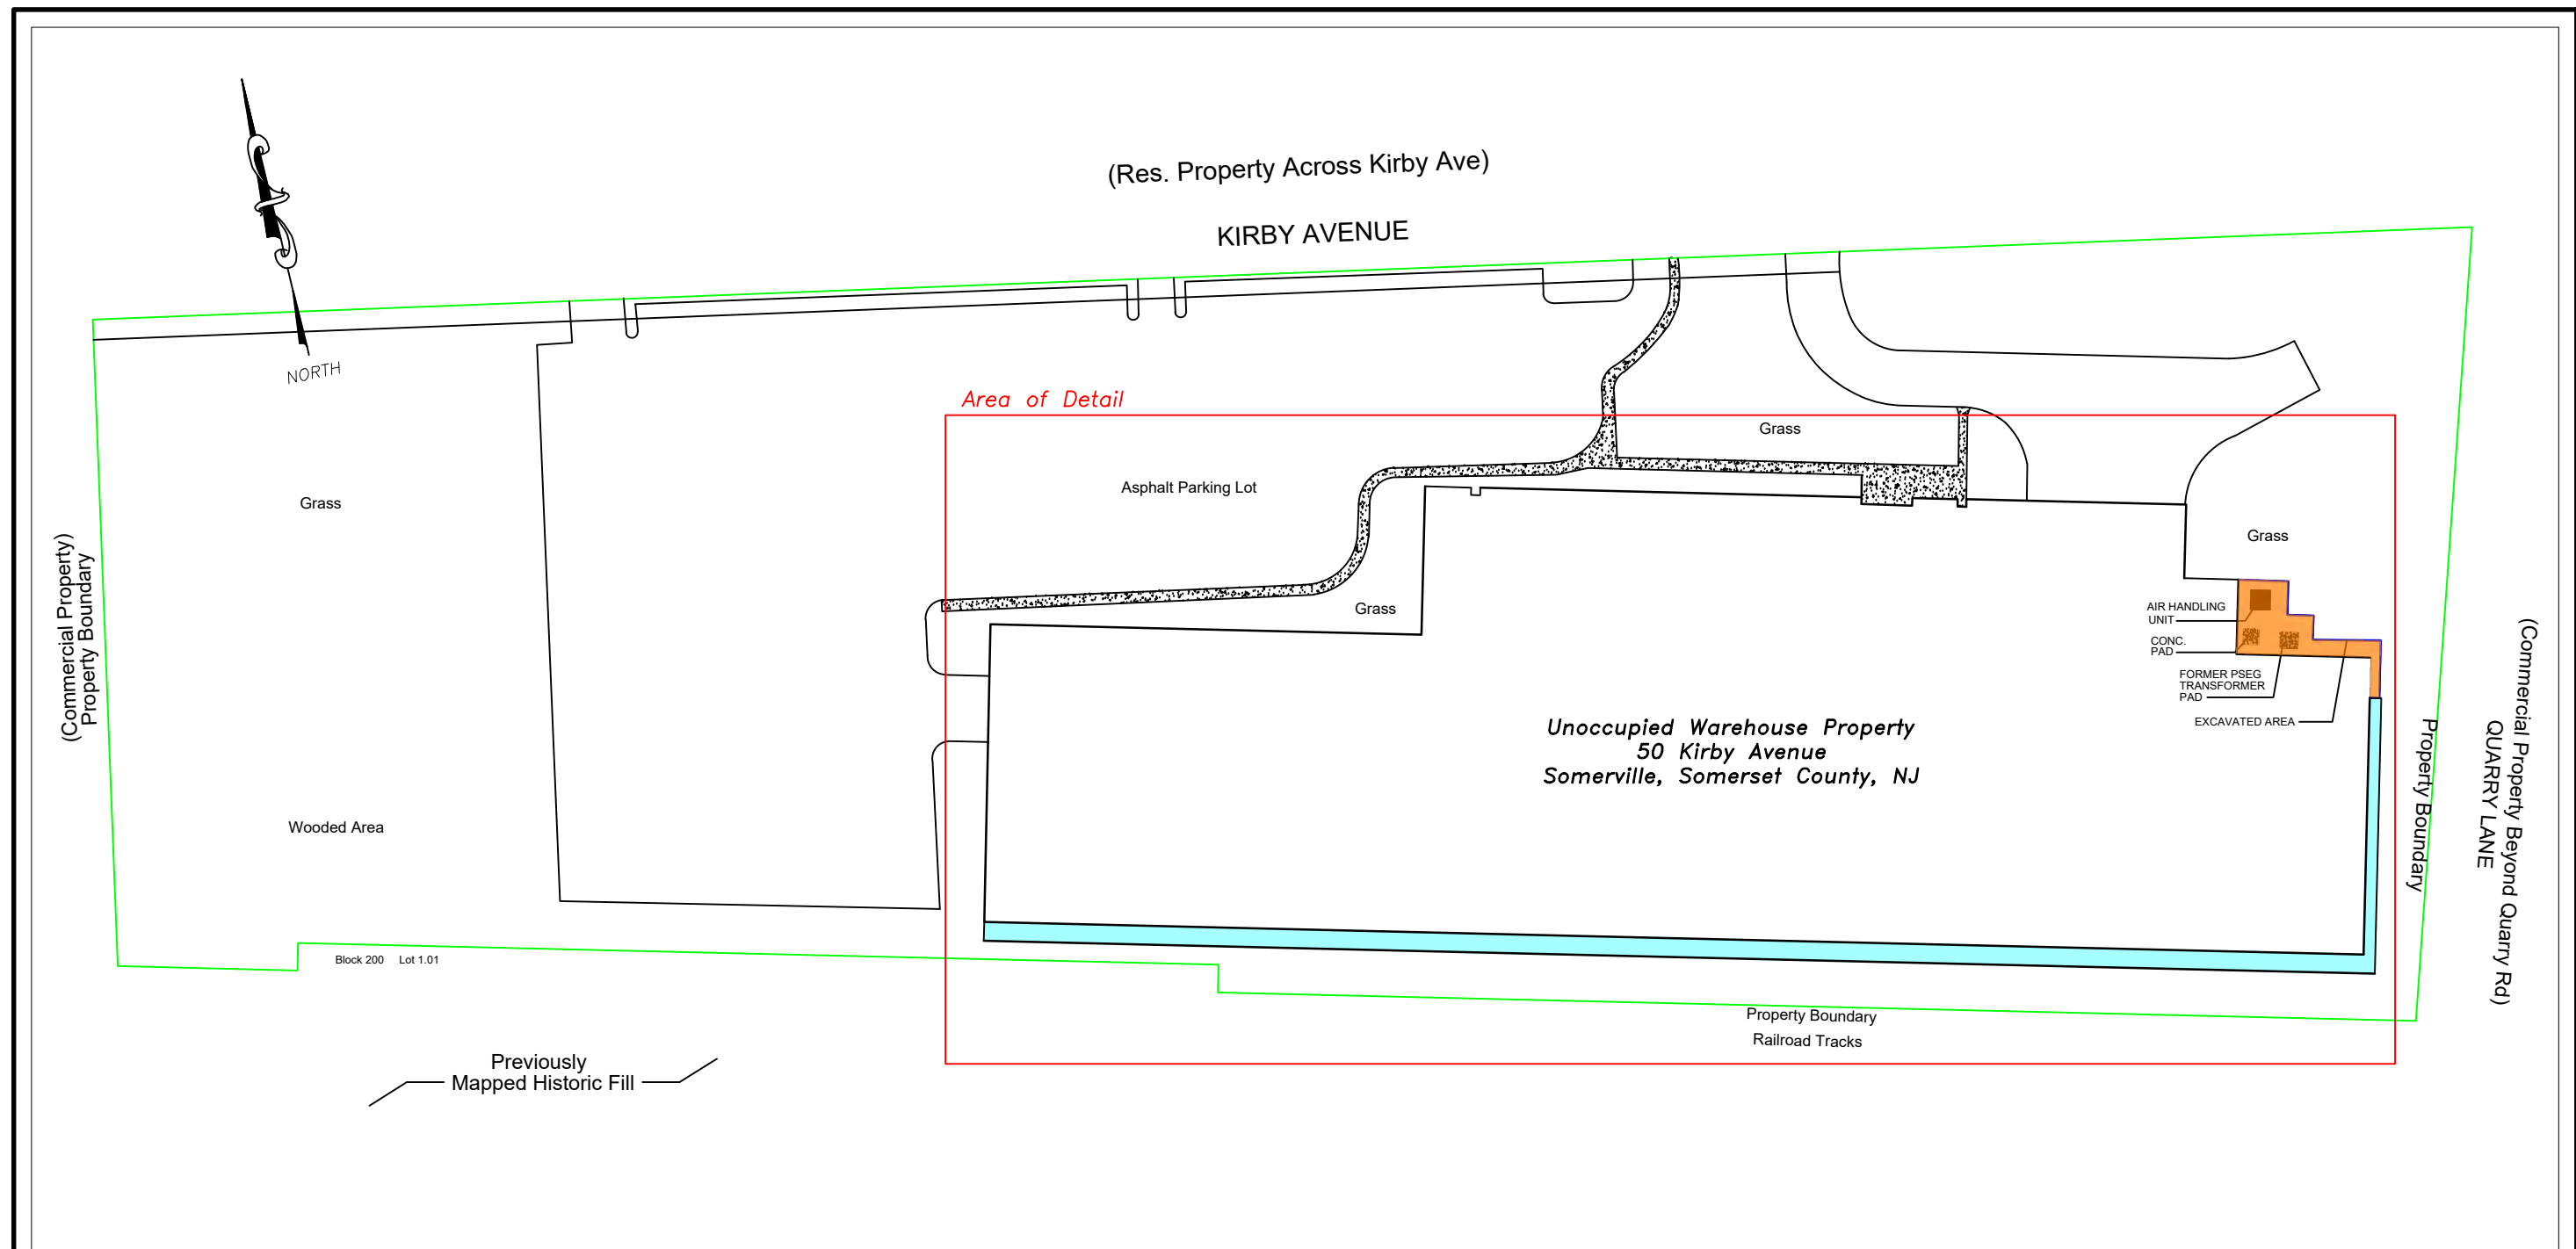 (Res. Property Across Kirby Ave)
KIRBY AVENUE
NORTH
Area of Detail
Grass
Asphalt Parking Lot
Grass
Grass
Grass
(Commercial Property)
Property Boundary
AIR HANDLING
UNIT
CONC.
PAD
FORMER PSEG
TRANSFORMER
PAD
EXCAVATED AREA
Unoccupied Warehouse Property
50 Kirby Avenue
Somerville, Somerset County, NJ
Property Boundary
(Commercial Property Beyond Quarry Rd)
QUARRY LANE
Wooded Area
Block 200 Lot 1.01
Property Boundary
Railroad Tracks
Previously
Mapped Historic Fill